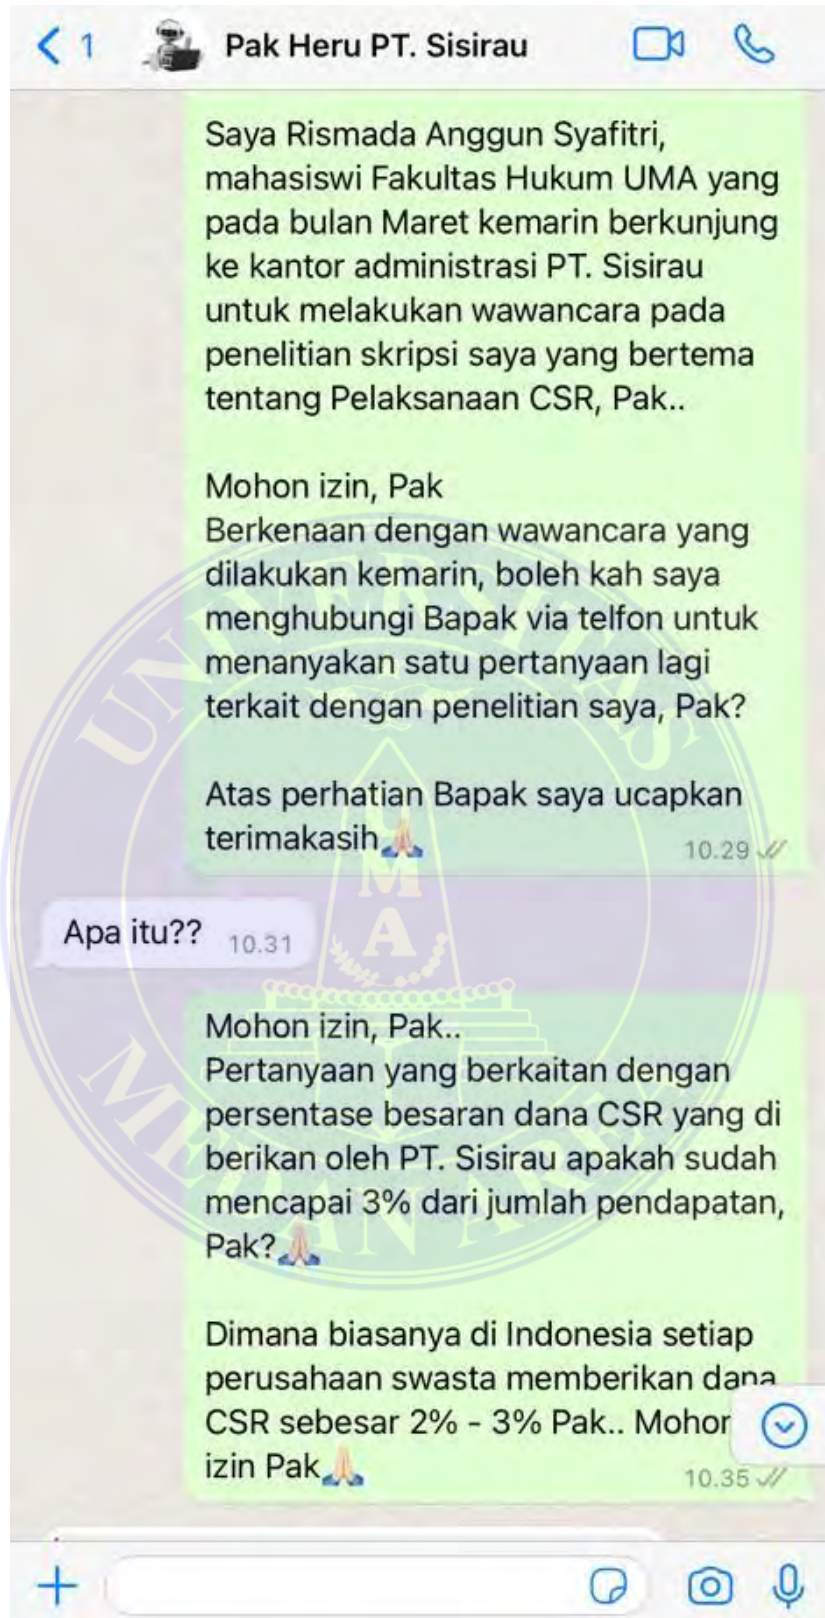 1 Pak Heru PT. Sisirau
Saya Rismada Anggun Syafitri,
mahasiswi Fakultas Hukum UMA yang
pada bulan Maret kemarin berkunjung
ke kantor administrasi PT. Sisirau
untuk melakukan wawancara pada
penelitian skripsi saya yang bertema
tentang Pelaksanaan CSR, Pak..
Mohon izin, Pak
Berkenaan dengan wawancara yang
dilakukan kemarin, boleh kah saya
menghubungi Bapak via telfon untuk
menanyakan satu pertanyaan lagi
terkait dengan penelitian saya, Pak?
Atas perhatian Bapak saya ucapkan
terimakasih🙏🏻
10.29
Apa itu?? 10.31
Mohon izin, Pak..
Pertanyaan yang berkaitan dengan
persentase besaran dana CSR yang di
berikan oleh PT. Sisirau apakah sudah
mencapai 3% dari jumlah pendapatan,
Pak?🙏🏻
Dimana biasanya di Indonesia setiap
perusahaan swasta memberikan dana
CSR sebesar 2% - 3% Pak.. Mohon
izin Pak🙏🏻
10.35
UNIVERSITAS
MEDAN AREA
UMA